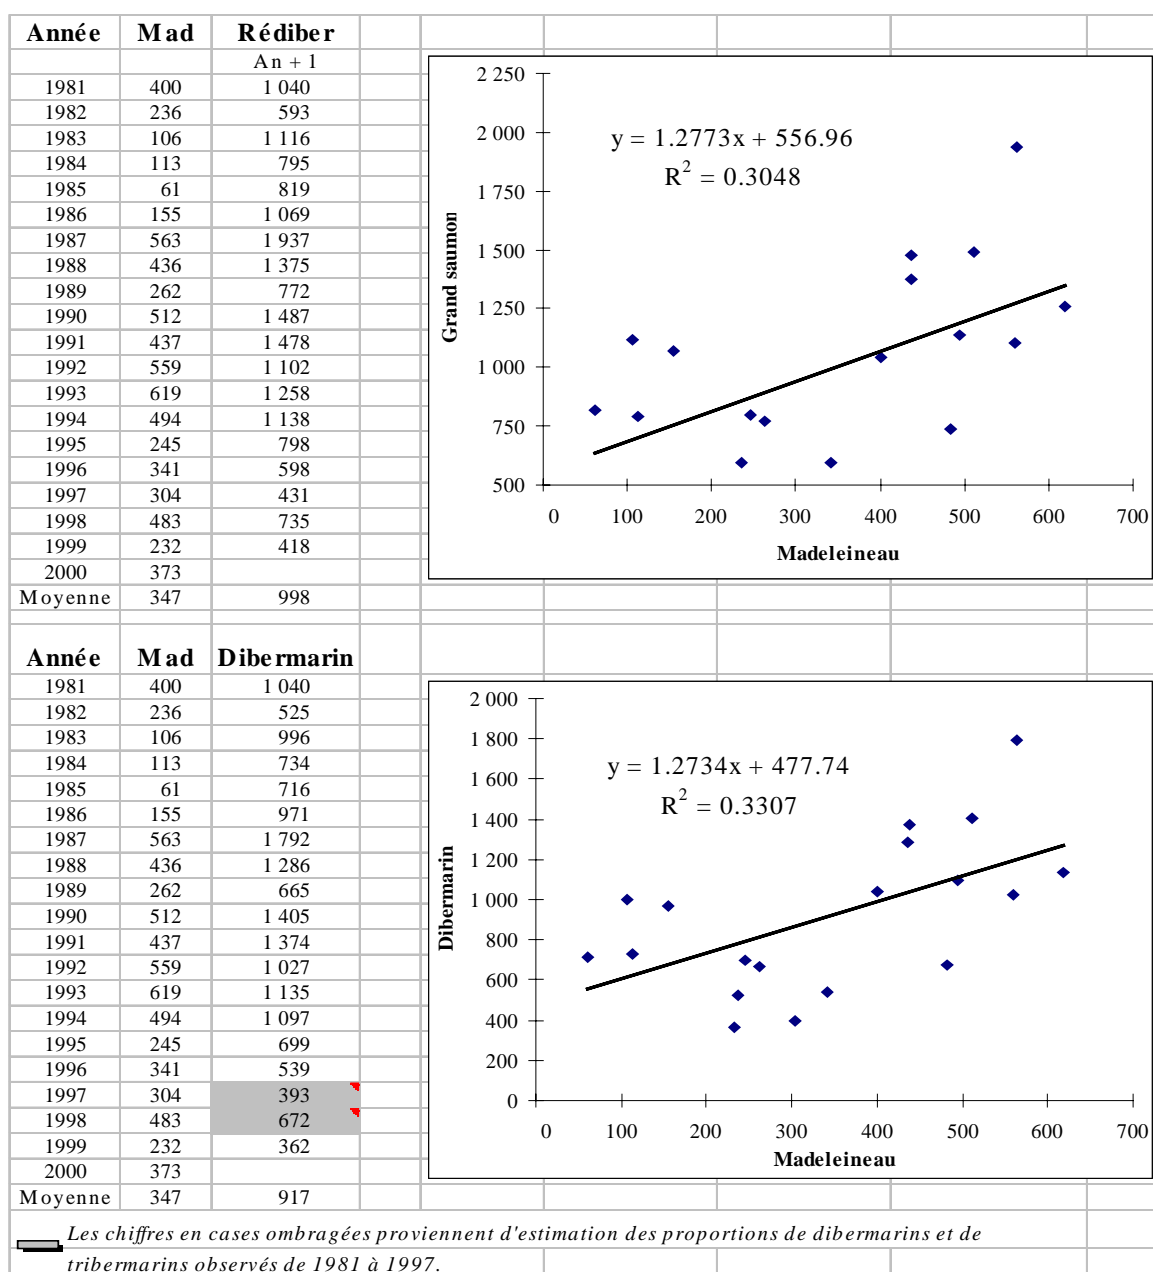 Année Mad Rédiber
An + 1
1981 400 1 040
1982 236 593
1983 106 1 116
1984 113 795
1985 61 819
1986 155 1 069
1987 563 1 937
1988 436 1 375
1989 262 772
1990 512 1 487
1991 437 1 478
1992 559 1 102
1993 619 1 258
1994 494 1 138
1995 245 798
1996 341 598
1997 304 431
1998 483 735
1999 232 418
2000 373
Moyenne 347 998
2 250
2 000
1 750
1 500
1 250
1 000
750
500
Grand saumon
y = 1.2773x + 556.96
R² = 0.3048
0 100 200 300 400 500 600 700
Madeleineau
Année Mad Dibermarin
1981 400 1 040
1982 236 525
1983 106 996
1984 113 734
1985 61 716
1986 155 971
1987 563 1 792
1988 436 1 286
1989 262 665
1990 512 1 405
1991 437 1 374
1992 559 1 027
1993 619 1 135
1994 494 1 097
1995 245 699
1996 341 539
1997 304 393
1998 483 672
1999 232 362
2000 373
Moyenne 347 917
2 000
1 800
1 600
1 400
1 200
1 000
800
600
400
200
0
Dibermarin
y = 1.2734x + 477.74
R² = 0.3307
0 100 200 300 400 500 600 700
Madeleineau
Les chiffres en cases ombragées proviennent d'estimation des proportions de dibermarins et de
tribermarins observés de 1981 à 1997.